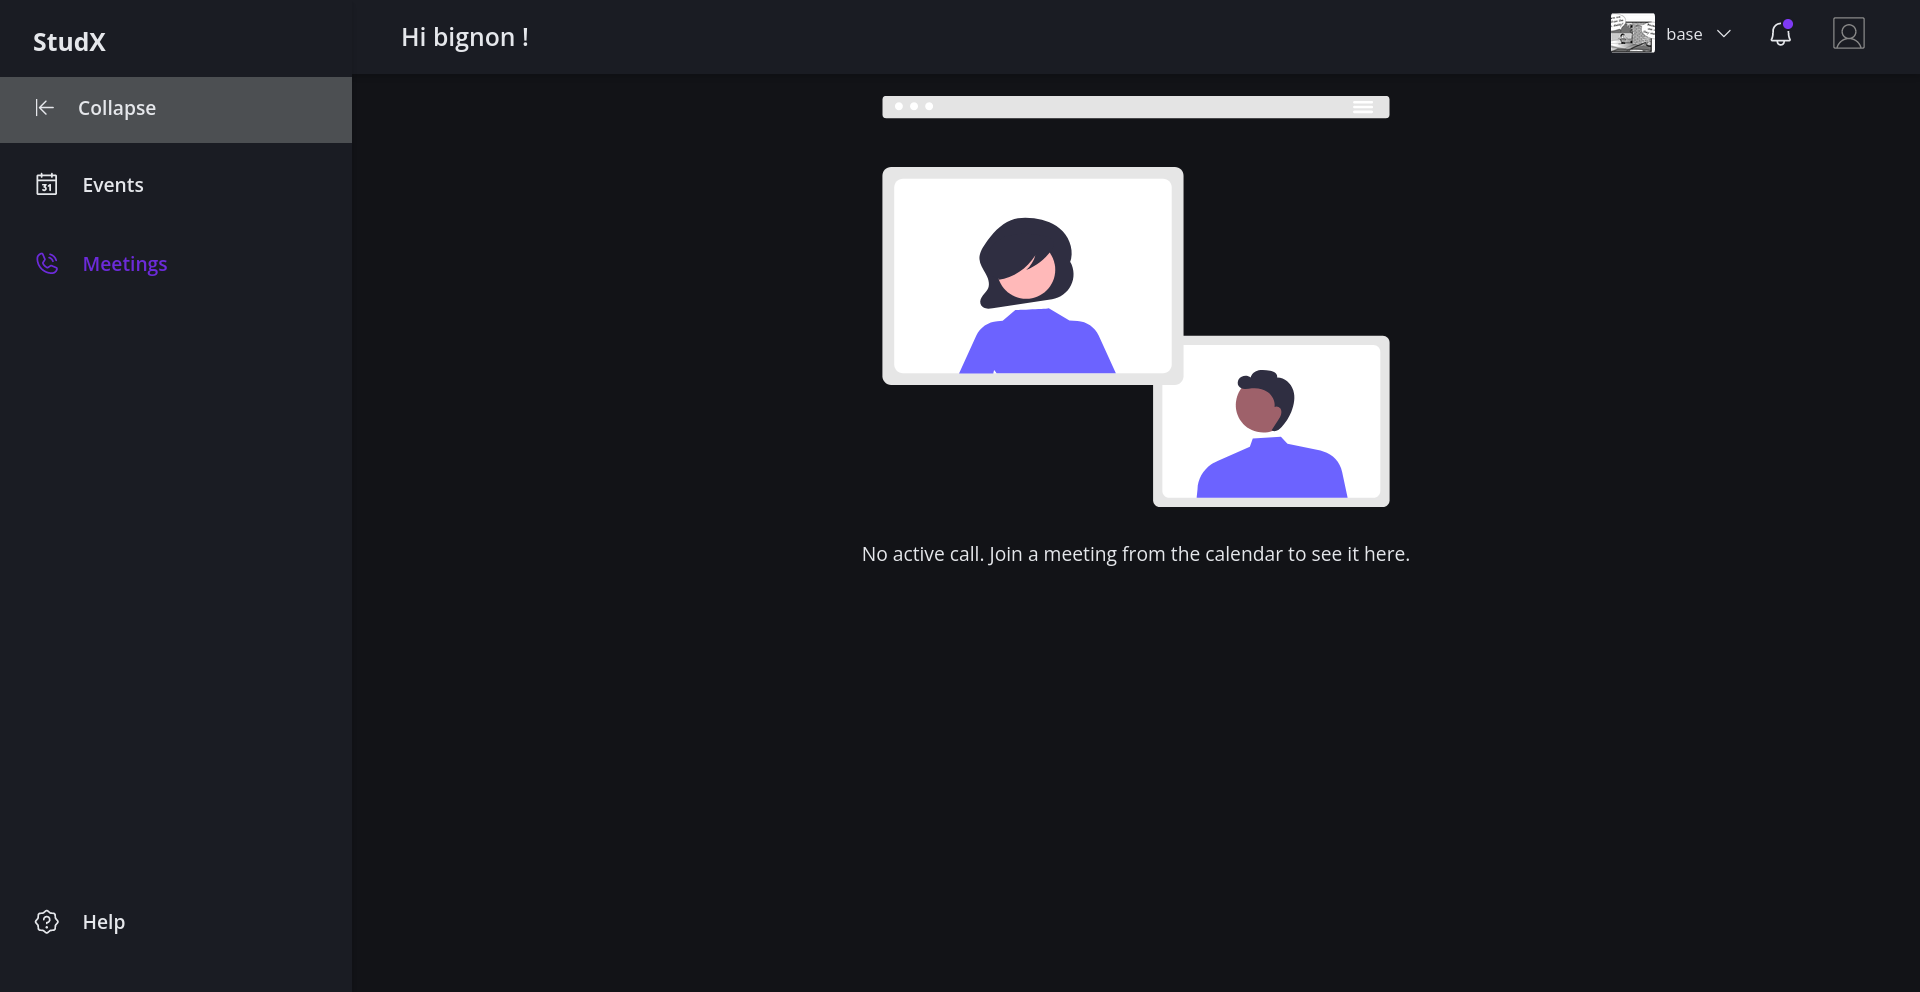 StudX
Hi bignon !
base
Collapse
31
Events
Meetings
No active call. Join a meeting from the calendar to see it here.
Help